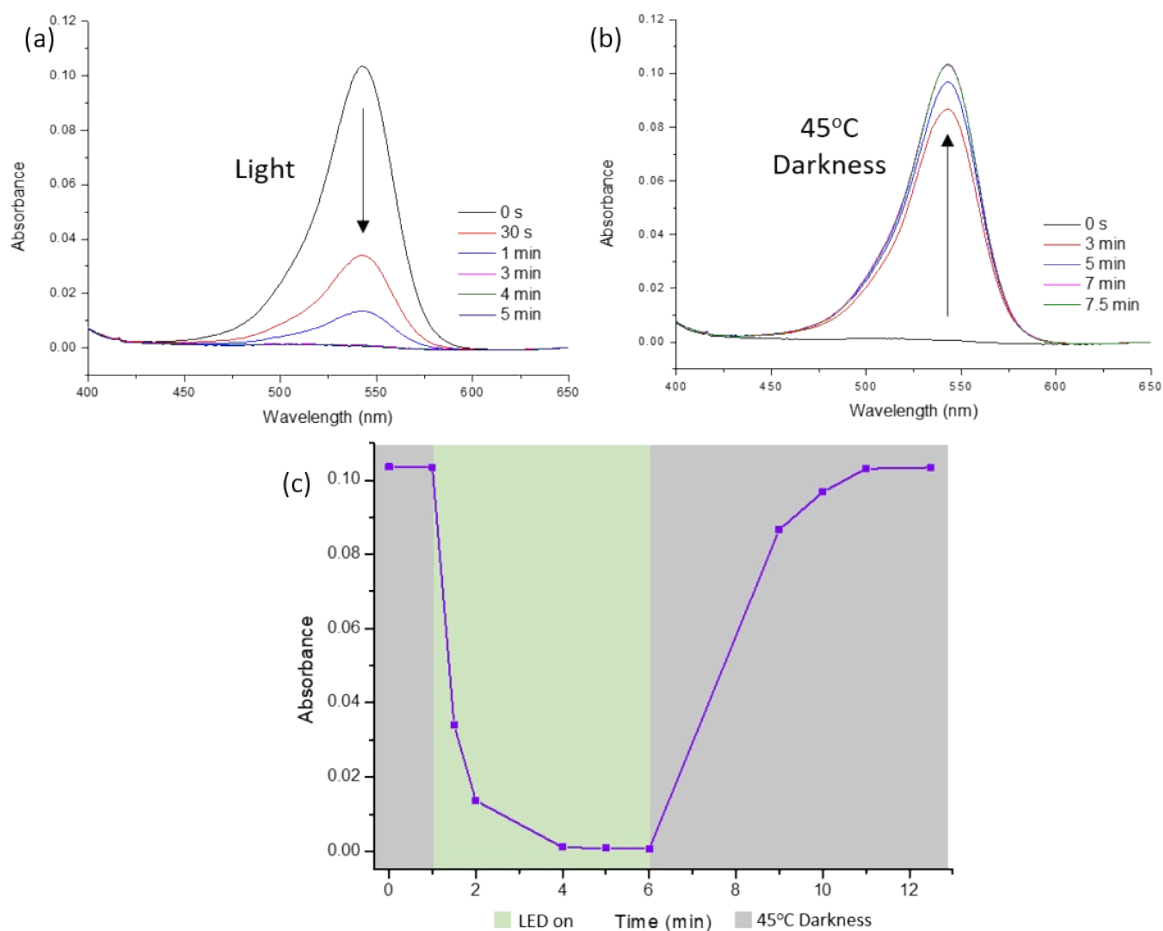 (a)
0.12
0.10
0.08
0.06
0.04
0.02
0.00
Absorbance
Light
0 s
30 s
1 min
3 min
4 min
5 min
400
450
500
550
600
650
Wavelength (nm)
(b)
0.12
0.10
0.08
0.06
0.04
0.02
0.00
Absorbance
45°C
Darkness
0 s
3 min
5 min
7 min
7.5 min
400
450
500
550
600
650
Wavelength (nm)
(c)
0.10
0.08
0.06
0.04
0.02
0.00
Absorbance
0
2
4
6
8
10
12
LED on
Time (min)
45°C Darkness